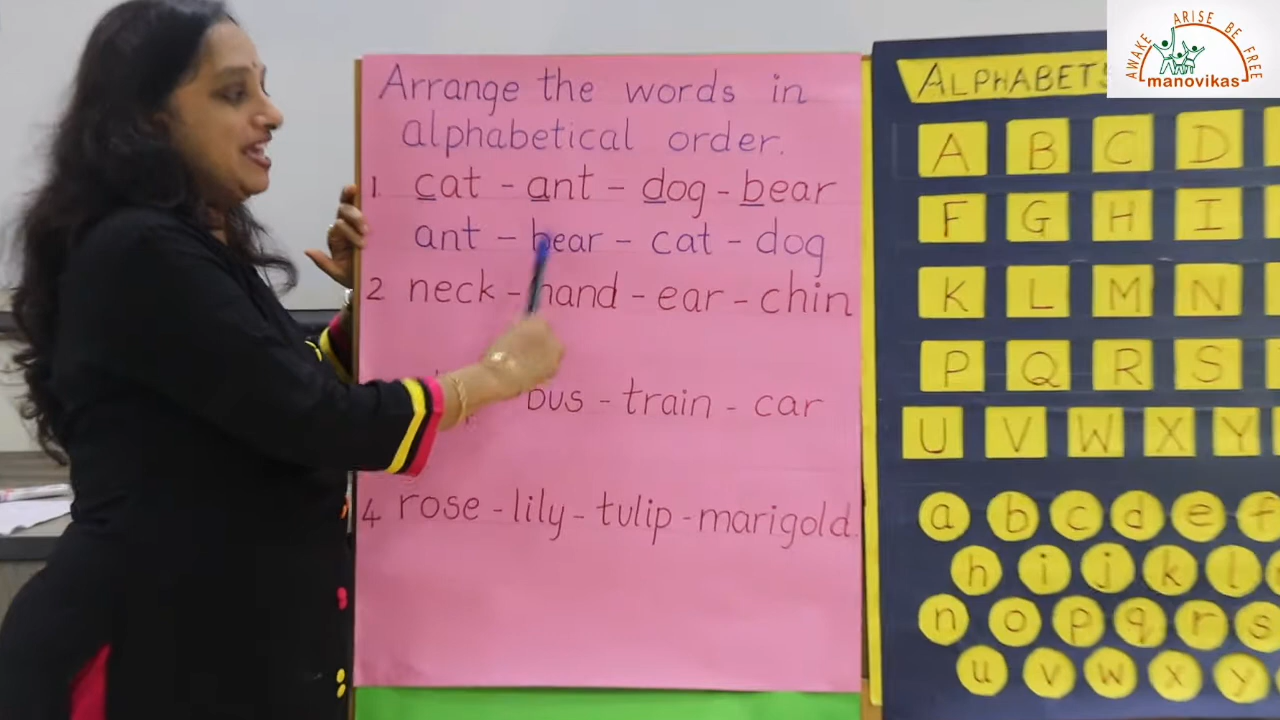 Arrange the words in
alphabetical order.
1. cat - ant - dog - bear
ant - bear - cat - dog
2 neck - hand - ear - chin
bus - train - car
4 rose - lily - tulip - marigold.
ALPHABETS
A B C D
F G H I
K L M N
P Q R S
U V W X Y
a b c d e f
h i j k l
n o p q r s
u v w x y
AWAKE ARISE BE FREE
manovikas